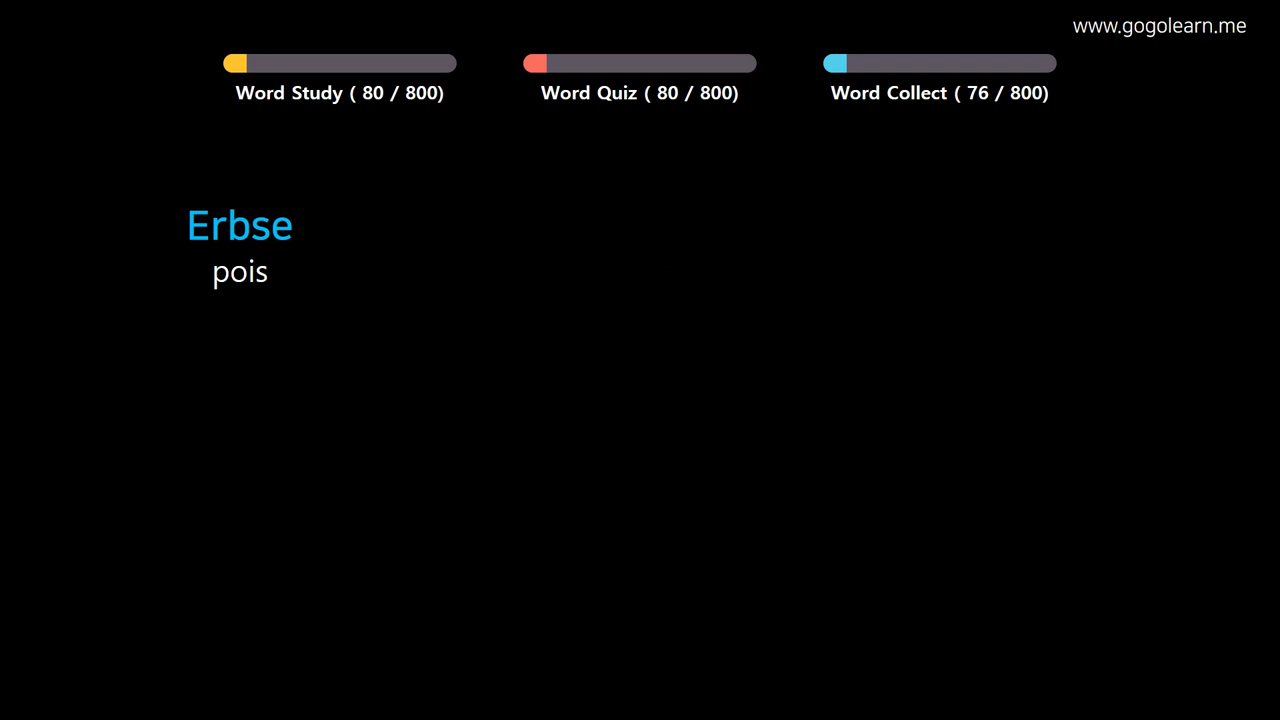 www.gogolearn.me
Word Study ( 80 / 800)
Word Quiz ( 80 / 800)
Word Collect ( 76 / 800)
Erbse
pois